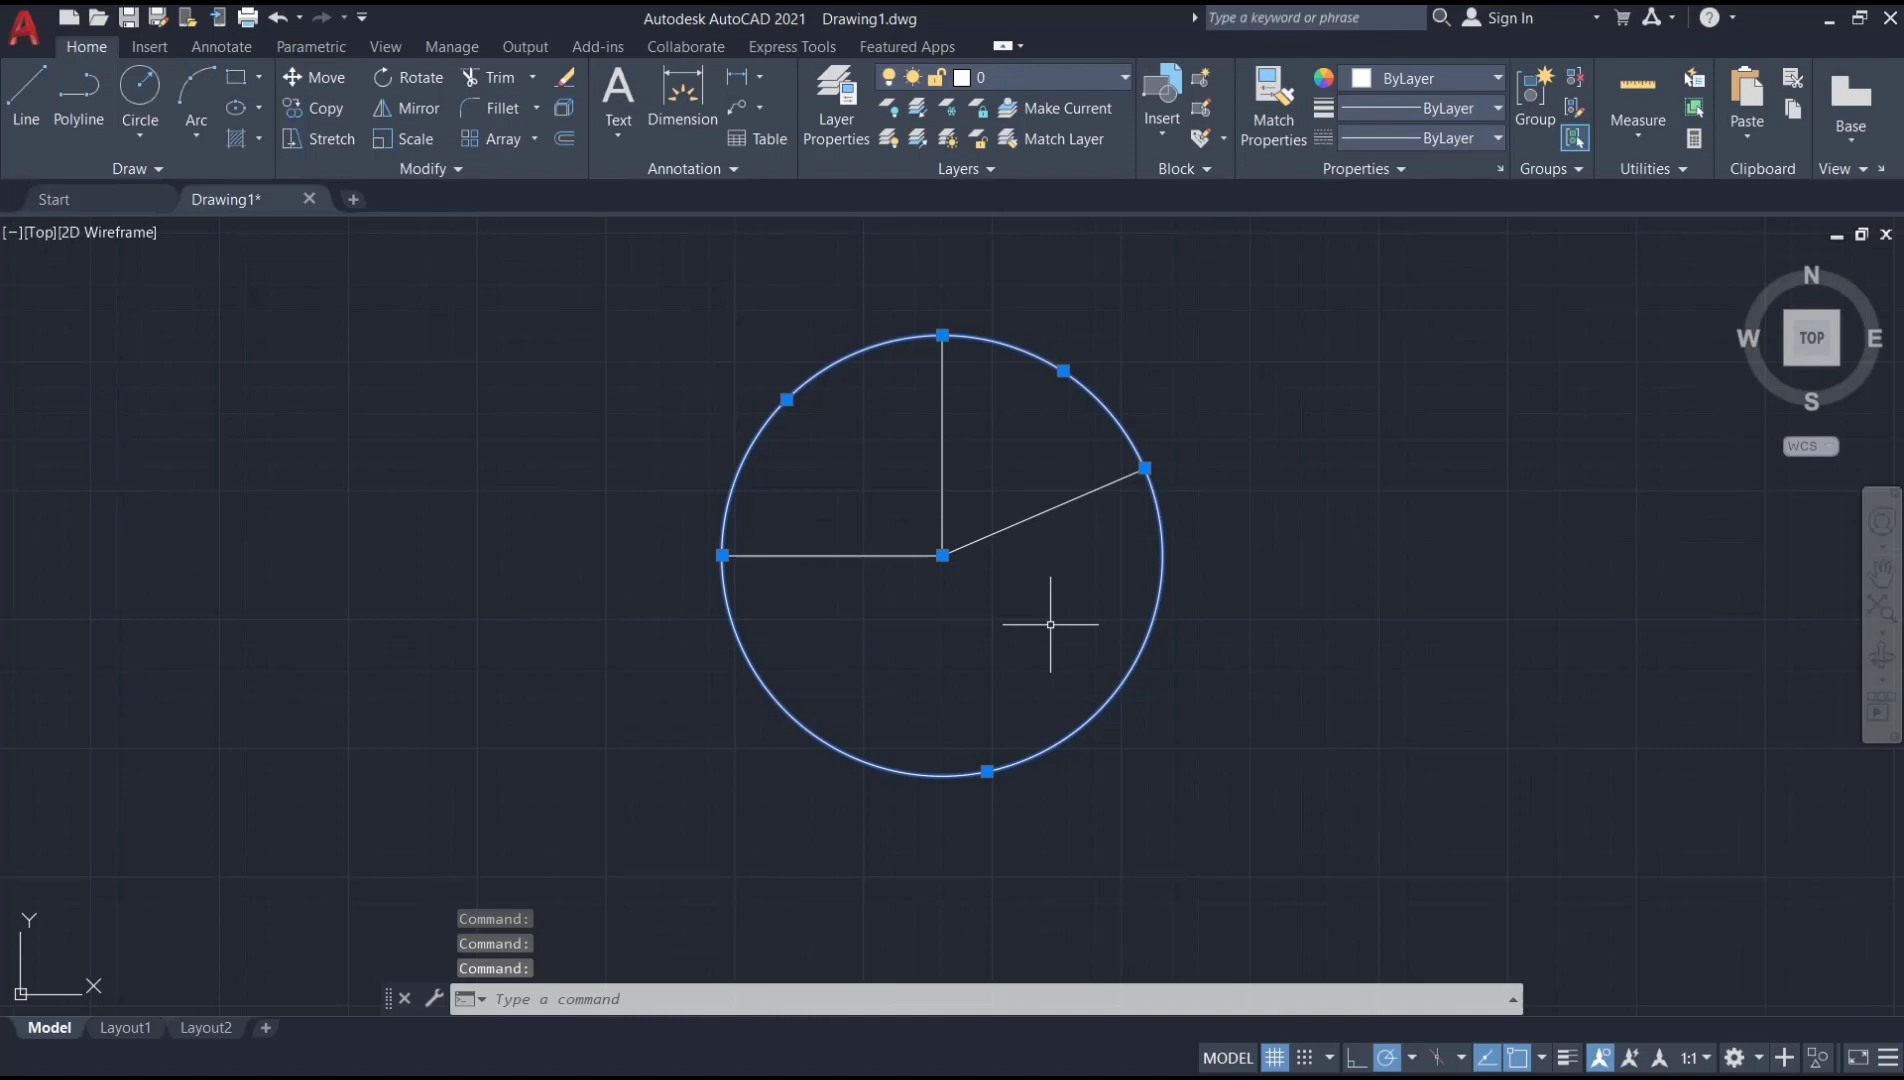 Autodesk AutoCAD 2021 Drawing1.dwg Type a keyword or phrase Sign In
Home Insert Annotate Parametric View Manage Output Add-ins Collaborate Express Tools Featured Apps
Line Polyline Circle Arc
Move Rotate Trim
Copy Mirror Fillet
Stretch Scale Array
Text Dimension Table
Layer Properties
0
Make Current
Match Layer
Insert
Match Properties
ByLayer
ByLayer
ByLayer
Group
Measure
Paste
Base
Draw Modify Annotation Layers Block Properties Groups Utilities Clipboard View
Start Drawing1*
[−][Top][2D Wireframe]
N
W TOP E
S
WCS
Y
X
Command:
Command:
Command:
Type a command
Model Layout1 Layout2
MODEL 1:1